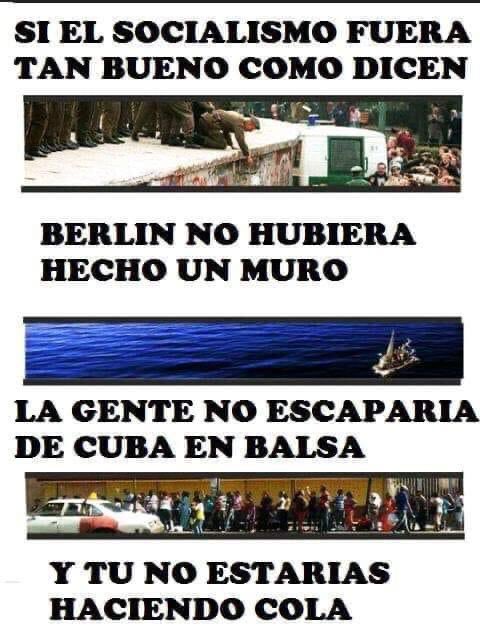 SI EL SOCIALISMO FUERA
TAN BUENO COMO DICEN
BERLIN NO HUBIERA
HECHO UN MURO
LA GENTE NO ESCAPARIA
DE CUBA EN BALSA
Y TU NO ESTARIAS
HACIENDO COLA